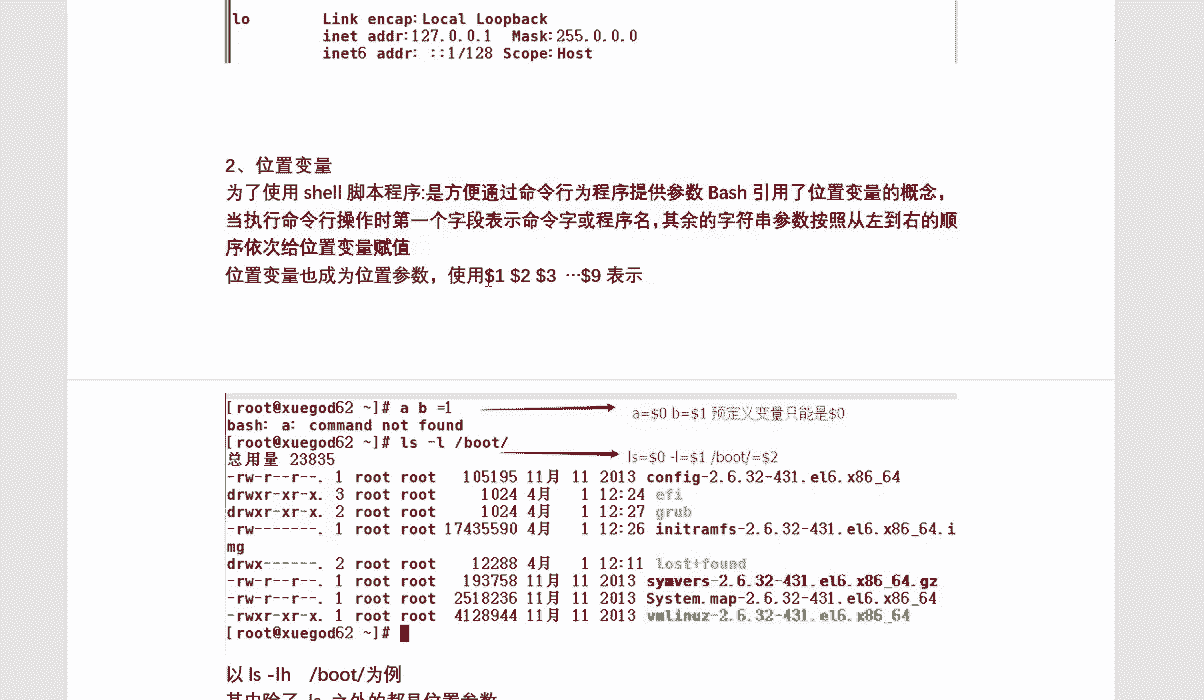 lo Link encap:Local Loopback
inet addr:127.0.0.1 Mask:255.0.0.0
inet6 addr: ::1/128 Scope:Host
2、位置变量
为了使用 shell 脚本程序:是方便通过命令行为程序提供参数 Bash 引用了位置变量的概念，
当执行命令行操作时第一个字段表示命令字或程序名,其余的字符串参数按照从左到右的顺
序依次给位置变量赋值
位置变量也成为位置参数，使用$1 $2 $3 …$9 表示
[root@xuegod62 ~]# a b =1
a=$0 b=$1 预定义变量只能是$0
bash: a: command not found
[root@xuegod62 ~]# ls -l /boot/
ls=$0 -l=$1 /boot/=$2
总用量 23835
-rw-r--r--. 1 root root 105195 11月 11 2013 config-2.6.32-431.el6.x86_64
drwxr-xr-x. 3 root root 1024 4月 1 12:24 efi
drwxr-xr-x. 2 root root 1024 4月 1 12:27 grub
-rw-------. 1 root root 17435590 4月 1 12:26 initramfs-2.6.32-431.el6.x86_64.i
mg
drwx------. 2 root root 12288 4月 1 12:11 lost+found
-rw-r--r--. 1 root root 193758 11月 11 2013 symvers-2.6.32-431.el6.x86_64.gz
-rw-r--r--. 1 root root 2518236 11月 11 2013 System.map-2.6.32-431.el6.x86_64
-rwxr-xr-x. 1 root root 4128944 11月 11 2013 vmlinuz-2.6.32-431.el6.x86_64
[root@xuegod62 ~]#
以 ls -lh /boot/为例
其中除了 ls 之外的都是位置参数